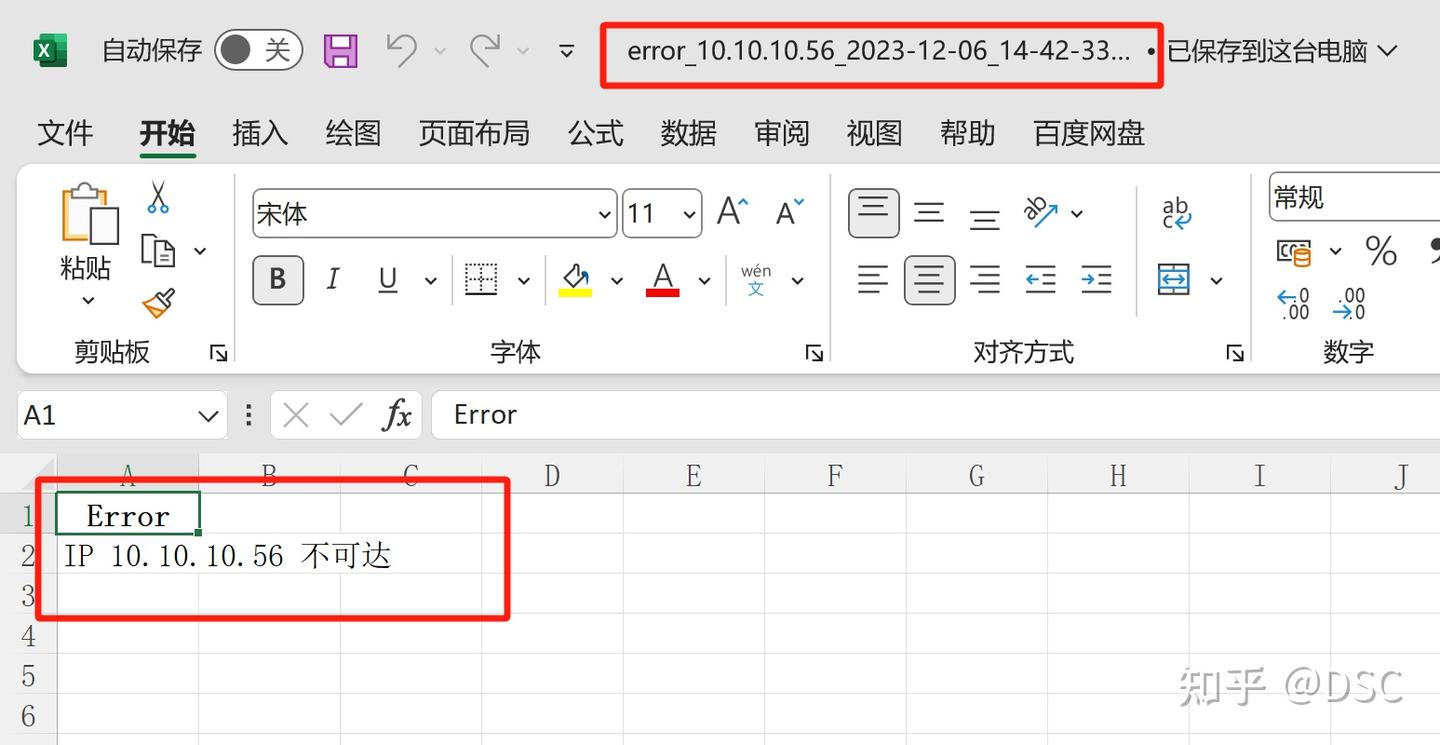 自动保存 关 error_10.10.10.56_2023-12-06_14-42-33... • 已保存到这台电脑
文件 开始 插入 绘图 页面布局 公式 数据 审阅 视图 帮助 百度网盘
粘贴
剪贴板
宋体 11 A A
B I U A wén 文
字体
ab ab c
对齐方式
常规
% ,
.0 .00 .00 .0
数字
A1 fx Error
A B C D E F G H I J
1 Error
2 IP 10.10.10.56 不可达
3
4
5
6
知乎 @DSC